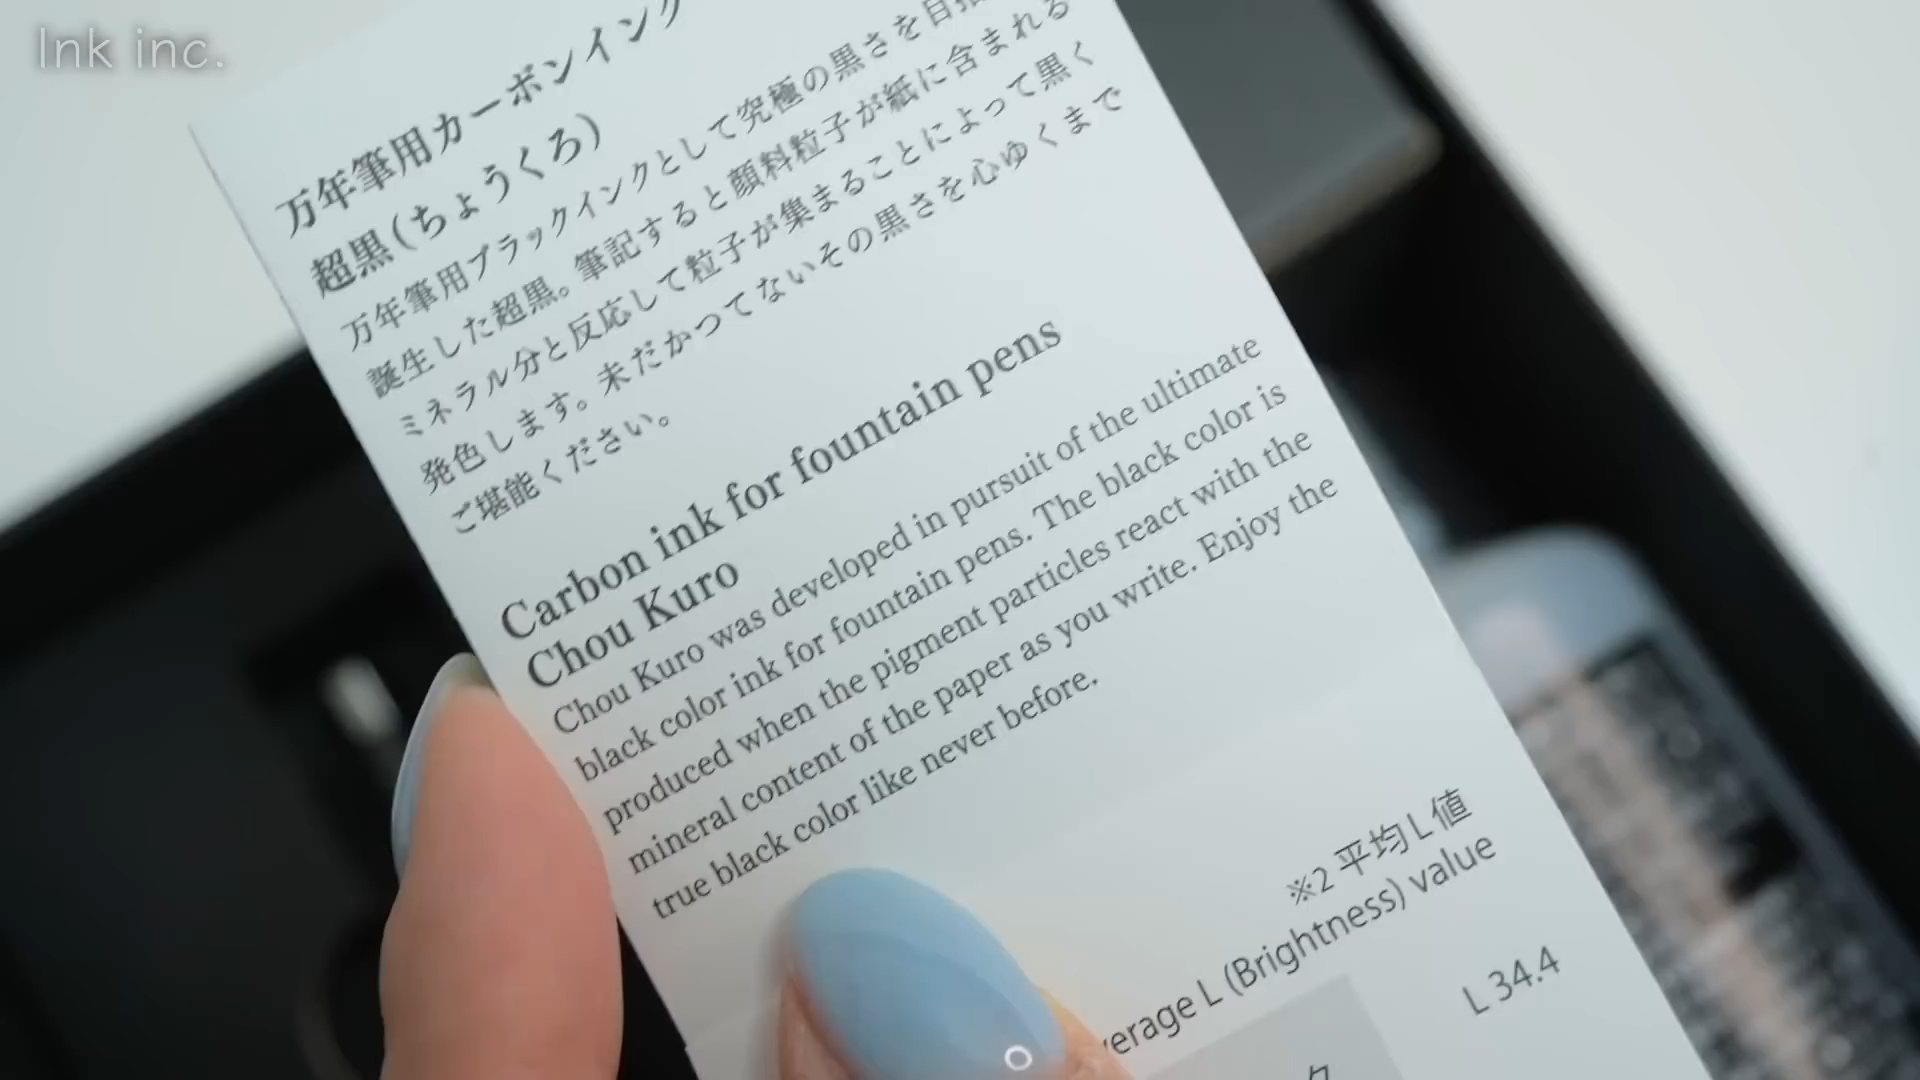 Ink inc.
万年筆用カーボンインク
超黒(ちょうくろ)
万年筆用ブラックインクとして究極の黒さを目指
誕生した超黒。筆記すると顔料粒子が紙に含まれる
ミネラル分と反応して粒子が集まることによって黒く
発色します。未だかつてないその黒さを心ゆくまで
ご堪能ください。
Carbon ink for fountain pens
Chou Kuro
Chou Kuro was developed in pursuit of the ultimate
black color ink for fountain pens. The black color is
produced when the pigment particles react with the
mineral content of the paper as you write. Enjoy the
true black color like never before.
※2 平均L値
verage L (Brightness) value
L 34.4
ク